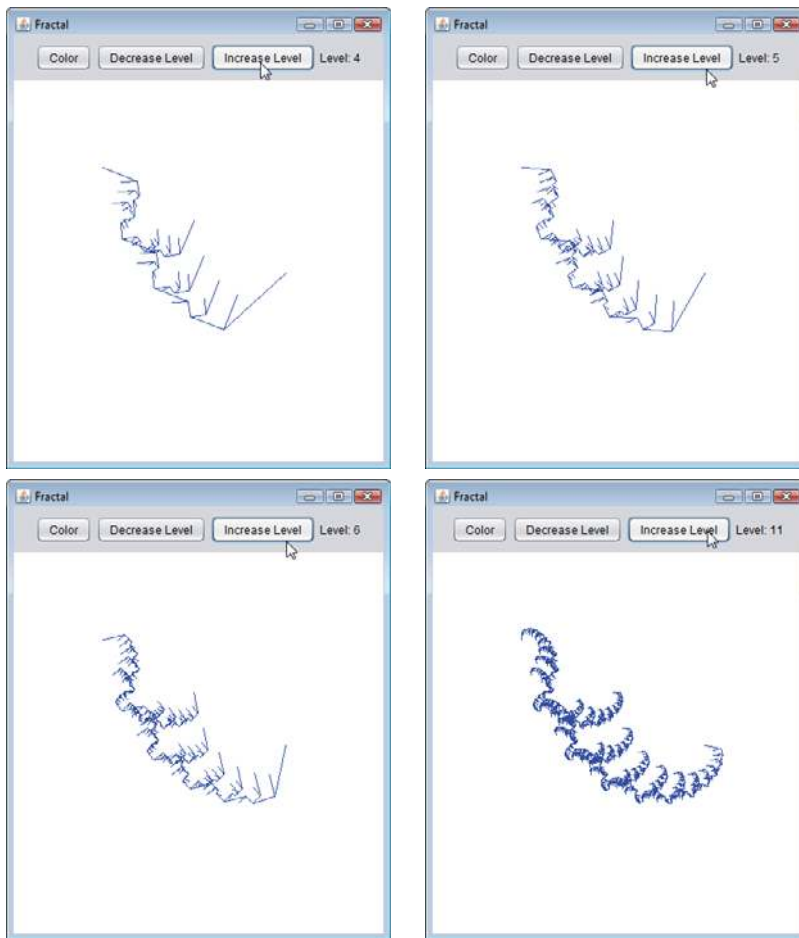 Fractal
Color Decrease Level Increase Level Level: 4
Fractal
Color Decrease Level Increase Level Level: 5
Fractal
Color Decrease Level Increase Level Level: 6
Fractal
Color Decrease Level Increase Level Level: 11